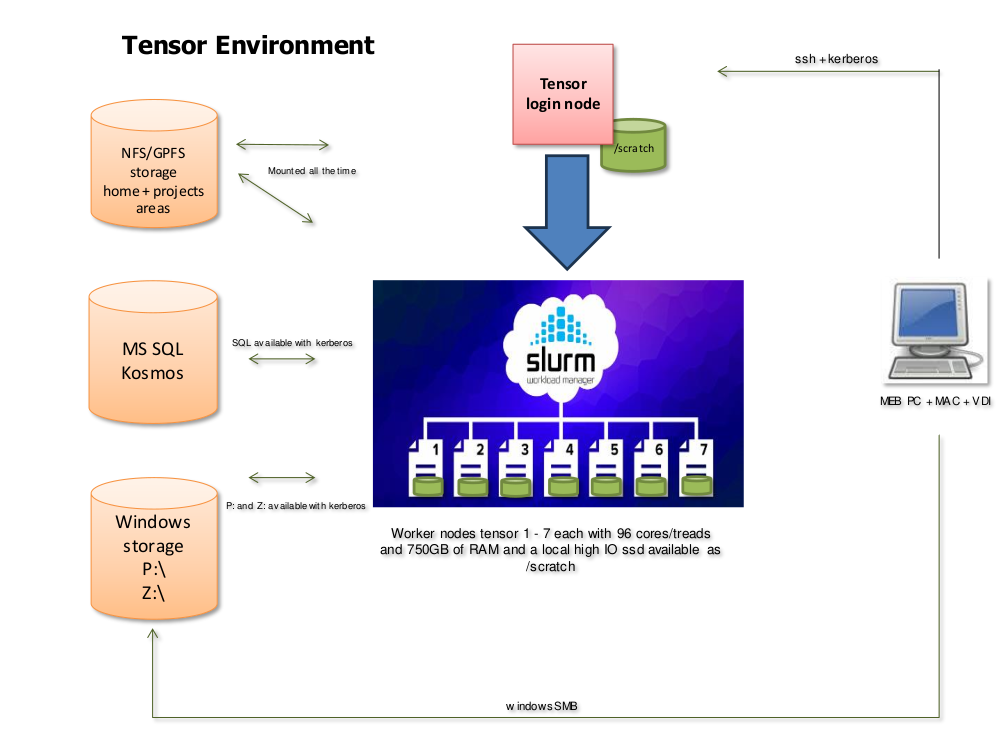 Tensor Environment
ssh + kerberos
Tensor
login node
/scratch
NFS/GPFS
storage
home + projects
areas
Mounted all the time
MS SQL
Kosmos
SQL available with kerberos
slurm
workload manager
1 2 3 4 5 6 7
MEB PC + MAC + VDI
Windows
storage
P:\
Z:\
P: and Z: available with kerberos
Worker nodes tensor 1 - 7 each with 96 cores/treads
and 750GB of RAM and a local high IO ssd available as
/scratch
windows SMB